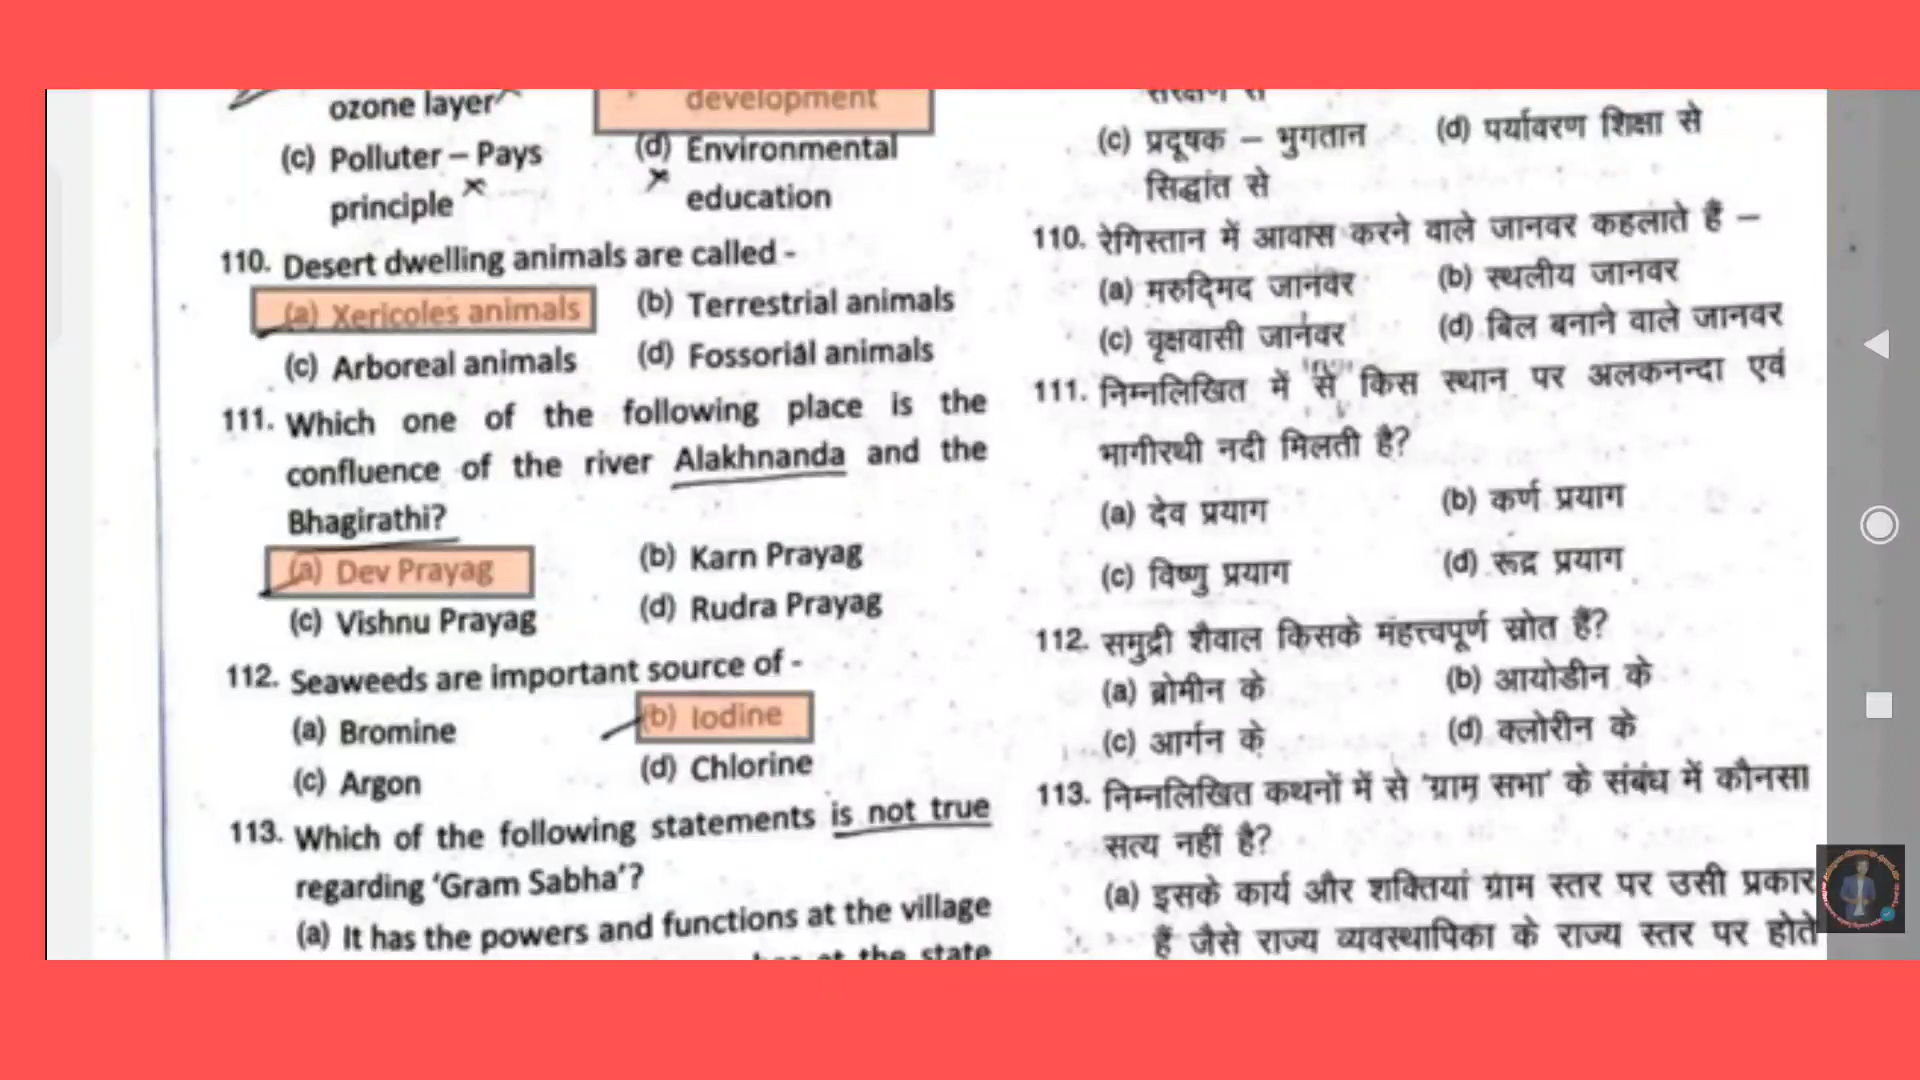 ozone layer
development
(c) Polluter – Pays
principle
(d) Environmental
education
110. Desert dwelling animals are called -
(a) Xericoles animals
(b) Terrestrial animals
(c) Arboreal animals
(d) Fossorial animals
111. Which one of the following place is the
confluence of the river Alakhnanda and the
Bhagirathi?
(a) Dev Prayag
(b) Karn Prayag
(c) Vishnu Prayag
(d) Rudra Prayag
112. Seaweeds are important source of -
(a) Bromine
(b) Iodine
(c) Argon
(d) Chlorine
113. Which of the following statements is not true
regarding ‘Gram Sabha’?
(a) It has the powers and functions at the village
the state
संरक्षण से
(c) प्रदूषक – भुगतान
सिद्धांत से
(d) पर्यावरण शिक्षा से
110. रेगिस्तान में आवास करने वाले जानवर कहलाते हैं –
(a) मरुद्मिद जानवर
(b) स्थलीय जानवर
(c) वृक्षवासी जानवर
(d) बिल बनाने वाले जानवर
111. निम्नलिखित में से किस स्थान पर अलकनन्दा एवं
भागीरथी नदी मिलती है?
(a) देव प्रयाग
(b) कर्ण प्रयाग
(c) विष्णु प्रयाग
(d) रूद्र प्रयाग
112. समुद्री शैवाल किसके महत्त्वपूर्ण स्रोत हैं?
(a) ब्रोमीन के
(b) आयोडीन के
(c) आर्गन के
(d) क्लोरीन के
113. निम्नलिखित कथनों में से 'ग्राम सभा' के संबंध में कौनसा
सत्य नहीं है?
(a) इसके कार्य और शक्तियां ग्राम स्तर पर उसी प्रकार
हैं जैसे राज्य व्यवस्थापिका के राज्य स्तर पर होते